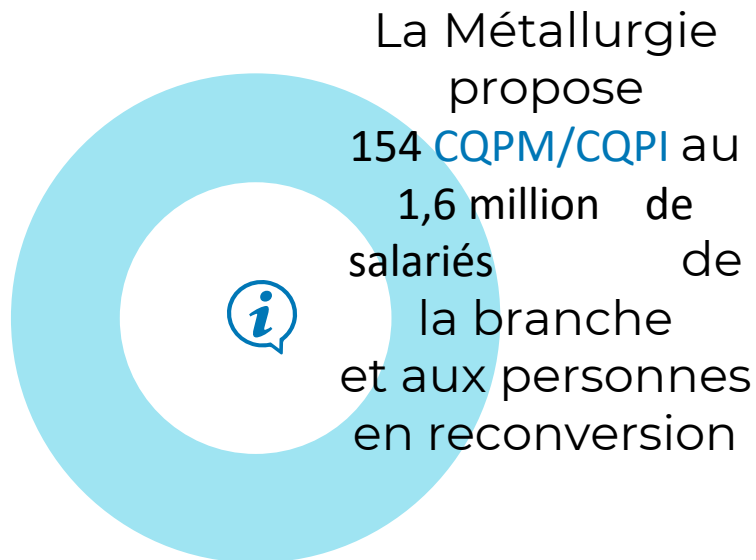 La Métallurgie
propose
154 CQPM/CQPI au
1,6 million de
salariés de
la branche
et aux personnes
en reconversion